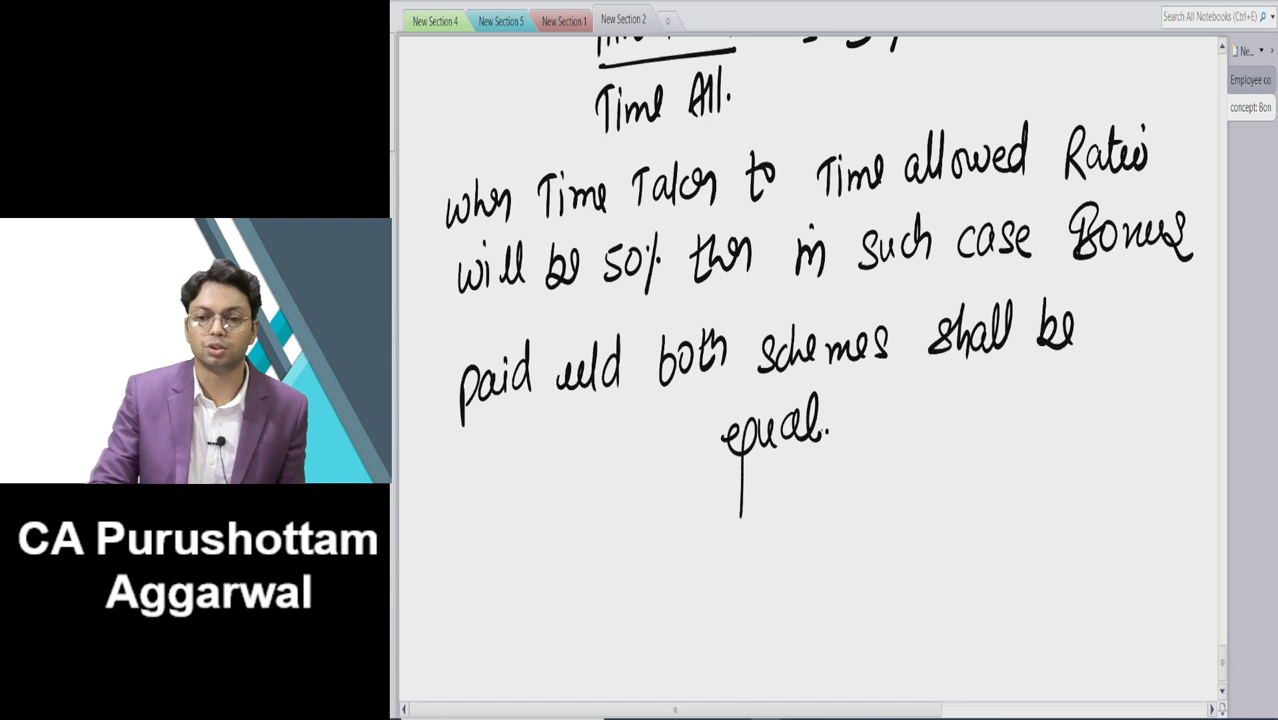 New Section 4
New Section 5
New Section 1
New Section 2
Search All Notebooks (Ctrl+E)
Ne...
Employee co
concept: Bon
Time All.
when Time Taken to Time allowed Ratio
will be 50% then in such case Bonus
paid u/d both schemes shall be
equal.
CA Purushottam
Aggarwal